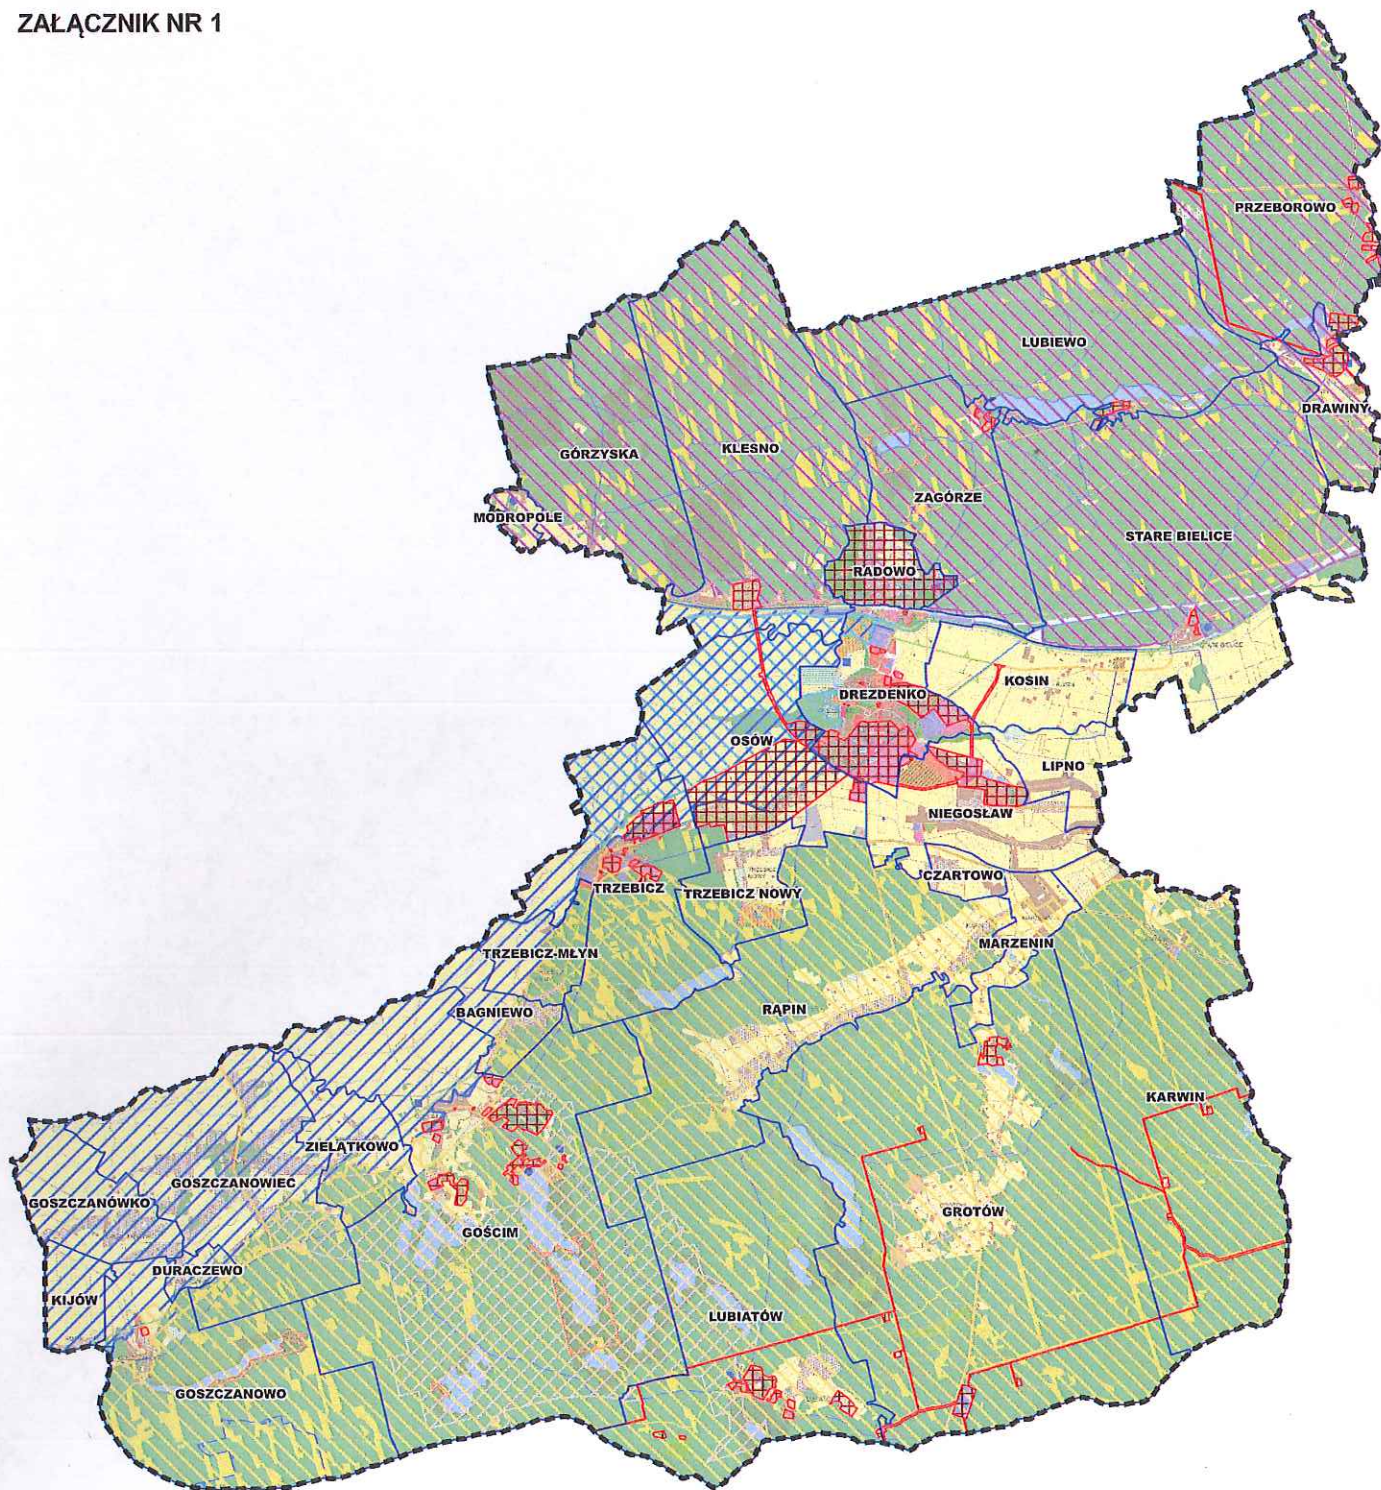 ZAŁĄCZNIK NR 1
PRZEBOROWO
LUBIEWO
DRAWINY
GÓRZYSKA
KLESNO
ZAGÓRZE
MODROPOLE
STARE BIELICE
RADOWO
KOSIN
DREZDENKO
OSÓW
LIPNO
NIEGOSŁAW
CZARTOWO
TRZEBICZ
TRZEBICZ NOWY
MARZENIN
TRZEBICZ-MŁYN
BAGNIEWO
RĄPIN
KARWIN
ZIELĄTKOWO
GOSZCZANOWIEC
GOSZCZANÓWKO
GROTÓW
GOŚCIM
DURACZEWO
KIJÓW
LUBIATÓW
GOSZCZANOWO